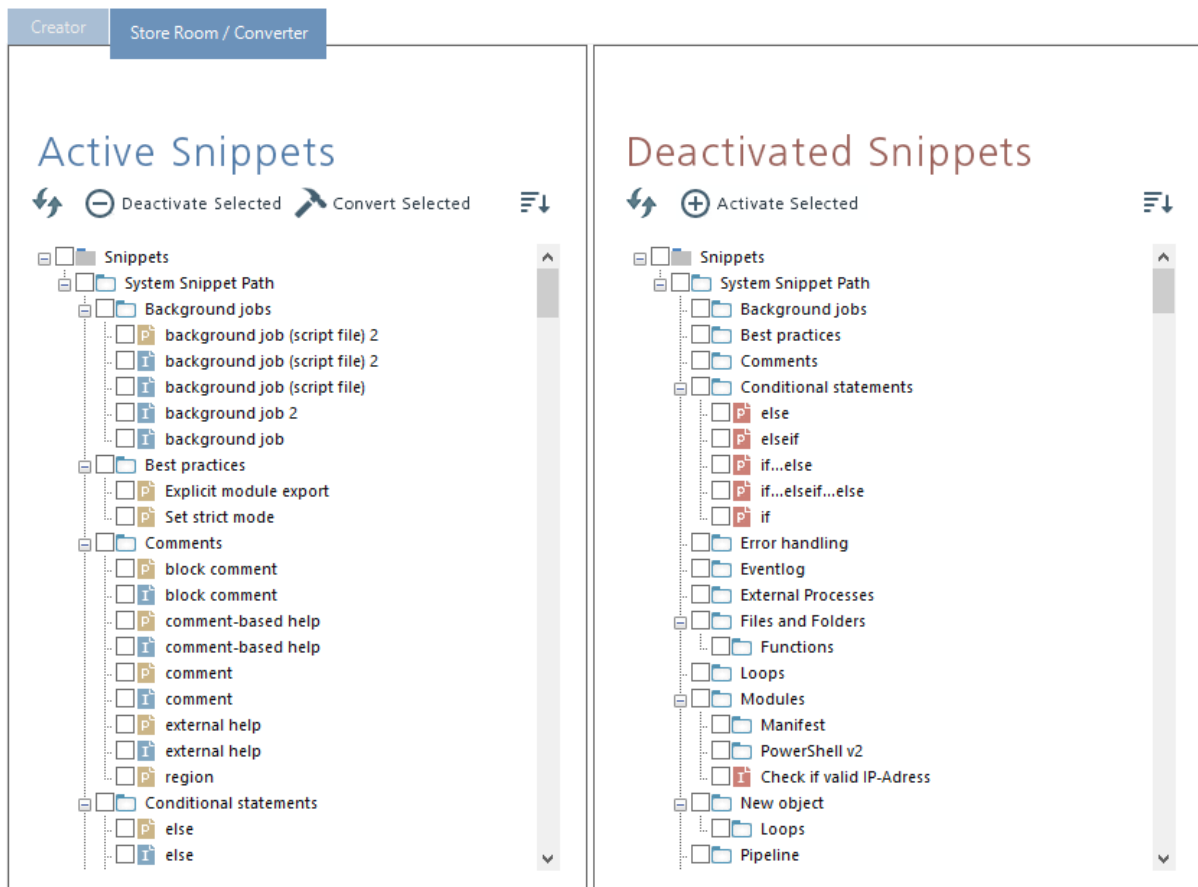 Creator
Store Room / Converter
Active Snippets
Deactivate Selected
Convert Selected
Snippets
System Snippet Path
Background jobs
P background job (script file) 2
I background job (script file) 2
I background job (script file)
I background job 2
I background job
Best practices
P Explicit module export
P Set strict mode
Comments
P block comment
I block comment
P comment-based help
I comment-based help
P comment
I comment
P external help
I external help
P region
Conditional statements
P else
I else
Deactivated Snippets
Activate Selected
Snippets
System Snippet Path
Background jobs
Best practices
Comments
Conditional statements
P else
P elseif
P if...else
P if...elseif...else
P if
Error handling
Eventlog
External Processes
Files and Folders
Functions
Loops
Modules
Manifest
PowerShell v2
I Check if valid IP-Adress
New object
Loops
Pipeline